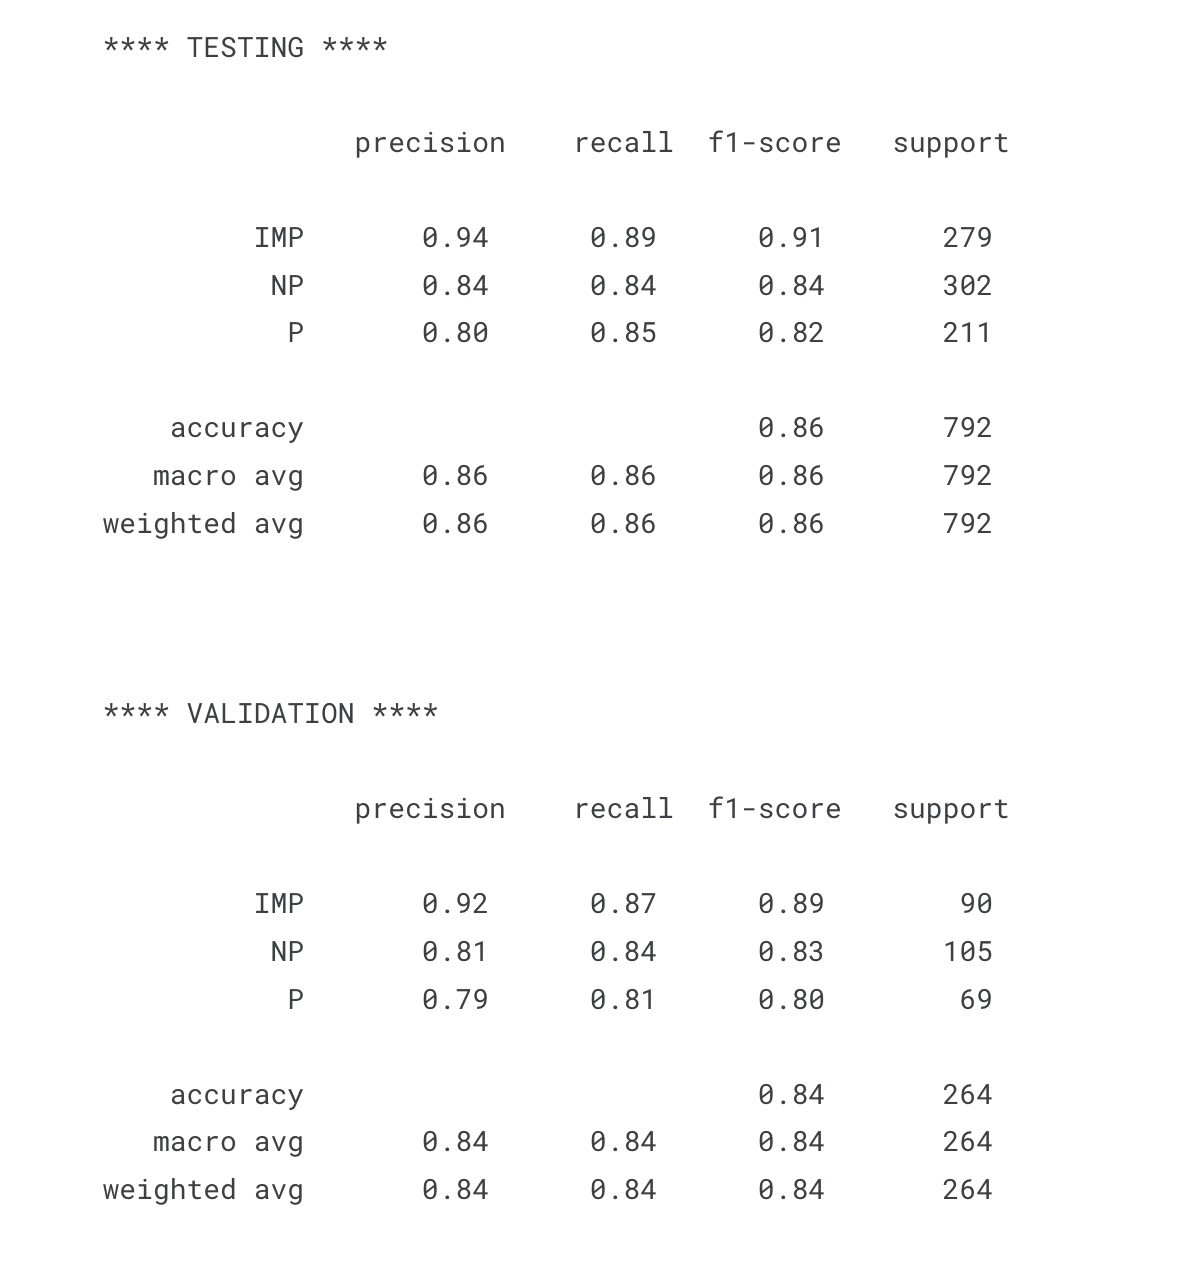 **** TESTING ****
precision recall f1-score support
IMP 0.94 0.89 0.91 279
NP 0.84 0.84 0.84 302
P 0.80 0.85 0.82 211
accuracy 0.86 792
macro avg 0.86 0.86 0.86 792
weighted avg 0.86 0.86 0.86 792
**** VALIDATION ****
precision recall f1-score support
IMP 0.92 0.87 0.89 90
NP 0.81 0.84 0.83 105
P 0.79 0.81 0.80 69
accuracy 0.84 264
macro avg 0.84 0.84 0.84 264
weighted avg 0.84 0.84 0.84 264